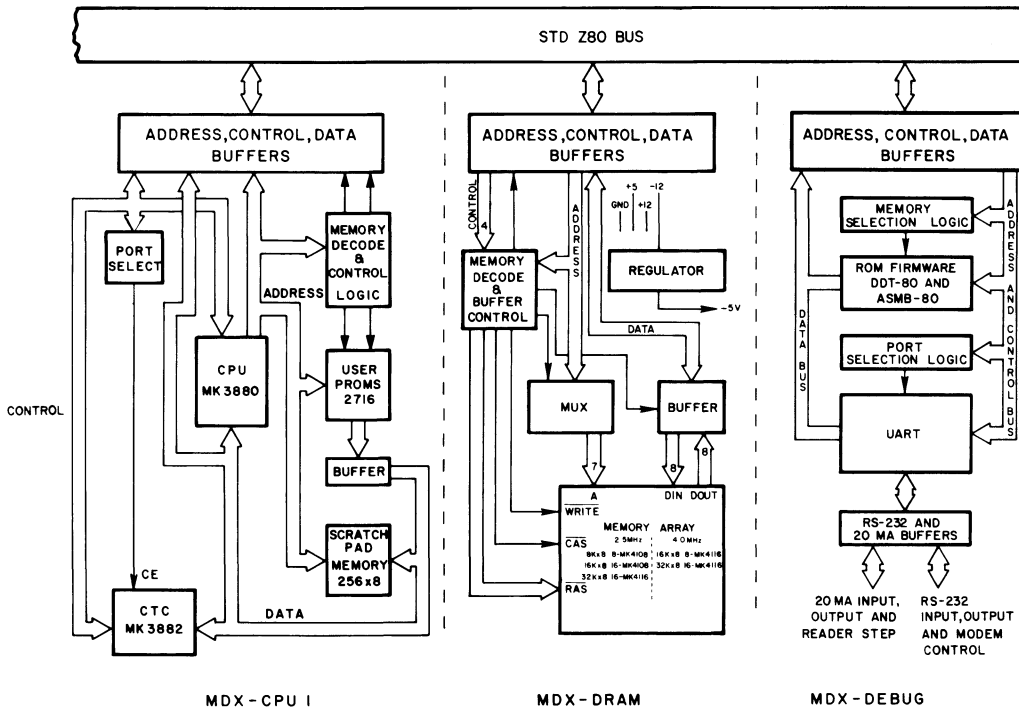 STD Z80 BUS
ADDRESS, CONTROL, DATA
BUFFERS
PORT
SELECT
MEMORY
DECODE
&
CONTROL
LOGIC
ADDRESS
CPU
MK3880
USER
PROMS
2716
CONTROL
BUFFER
SCRATCH
PAD
MEMORY
256x8
CE
CTC
MK3882
DATA
MDX-CPU 1
ADDRESS, CONTROL, DATA
BUFFERS
CONTROL
4
ADDRESS
GND
+5
+12
-12
MEMORY
DECODE
&
BUFFER
CONTROL
REGULATOR
-5V
DATA
MUX
BUFFER
7
8
8
A
DIN
DOUT
WRITE
CAS
RAS
MEMORY ARRAY
2.5MHz 4.0MHz
8Kx8 8-MK4108 16Kx8 8-MK4116
16Kx8 16-MK4108 32Kx8 16-MK4116
32Kx8 16-MK4116
MDX-DRAM
ADDRESS, CONTROL, DATA
BUFFERS
MEMORY
SELECTION LOGIC
ROM FIRMWARE
DDT-80 AND
ASMB-80
PORT
SELECTION LOGIC
DATA BUS
ADDRESS AND CONTROL BUS
UART
RS-232 AND
20 MA BUFFERS
20 MA INPUT,
OUTPUT AND
READER STEP
RS-232
INPUT, OUTPUT
AND MODEM
CONTROL
MDX-DEBUG